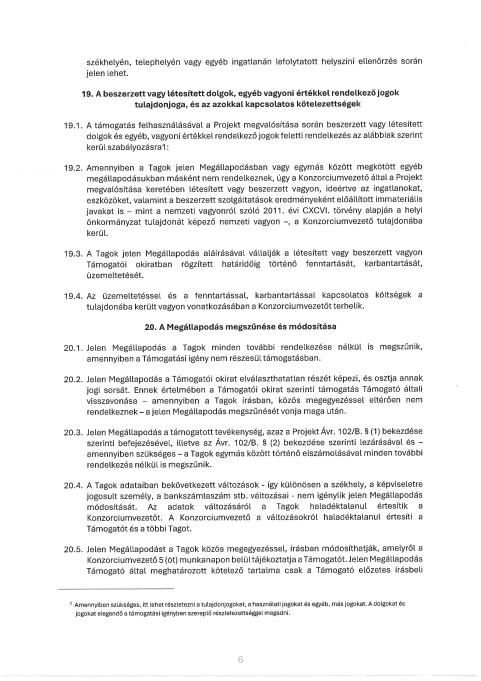 székhelyén, telephelyén vagy egyéb ingatlanán lefolytatott helyszíni ellenőrzés során
jelen lehet.
19. A beszerzett vagy létesített dolgok, egyéb vagyoni értékkel rendelkező jogok
tulajdonjoga, és az azokkal kapcsolatos kötelezettségek
19.1. A támogatás felhasználásával a Projekt megvalósítása során beszerzett vagy létesített
dolgok és egyéb, vagyoni értékkel rendelkező jogok feletti rendelkezés az alábbiak szerint
kerül szabályozásra1:
19.2. Amennyiben a Tagok jelen Megállapodásban vagy egymás között megkötött egyéb
megállapodásukban másként nem rendelkeznek, úgy a Konzorciumvezető által a Projekt
megvalósítása keretében létesített vagy beszerzett vagyon, ideértve az ingatlanokat,
eszközöket, valamint a beszerzett szolgáltatások eredményeként előállított immateriális
javakat is – mint a nemzeti vagyonról szóló 2011. évi CXCVI. törvény alapján a helyi
önkormányzat tulajdonát képező nemzeti vagyon –, a Konzorciumvezető tulajdonába
kerül.
19.3. A Tagok jelen Megállapodás aláírásával vállalják a létesített vagy beszerzett vagyon
Támogatói okiratban rögzített határidőig történő fenntartását, karbantartását,
üzemeltetését.
19.4. Az üzemeltetéssel és a fenntartással, karbantartással kapcsolatos költségek a
tulajdonába került vagyon vonatkozásában a Konzorciumvezetőt terhelik.
20. A Megállapodás megszűnése és módosítása
20.1. Jelen Megállapodás a Tagok minden további rendelkezése nélkül is megszűnik,
amennyiben a Támogatási igény nem részesül támogatásban.
20.2. Jelen Megállapodás a Támogatói okirat elválaszthatatlan részét képezi, és osztja annak
jogi sorsát. Ennek értelmében a Támogatói okirat szerinti támogatás Támogató általi
visszavonása – amennyiben a Tagok írásban, közös megegyezéssel eltérően nem
rendelkeznek – a jelen Megállapodás megszűnését vonja maga után.
20.3. Jelen Megállapodás a támogatott tevékenység, azaz a Projekt Ávr. 102/B. § (1) bekezdése
szerinti befejezésével, illetve az Ávr. 102/B. § (2) bekezdése szerinti lezárásával és –
amennyiben szükséges – a Tagok egymás között történő elszámolásával minden további
rendelkezés nélkül is megszűnik.
20.4. A Tagok adataiban bekövetkezett változások - így különösen a székhely, a képviseletre
jogosult személy, a bankszámlaszám stb. változásai - nem igénylik jelen Megállapodás
módosítását. Az adatok változásáról a Tagok haladéktalanul értesítik a
Konzorciumvezetőt. A Konzorciumvezető a változásokról haladéktalanul értesíti a
Támogatót és a többi Tagot.
20.5. Jelen Megállapodást a Tagok közös megegyezéssel, írásban módosíthatják, amelyről a
Konzorciumvezető 5 (öt) munkanapon belül tájékoztatja a Támogatót. Jelen Megállapodás
Támogató által meghatározott kötelező tartalma csak a Támogató előzetes írásbeli
Amennyiben szükséges, itt lehet részletezni a tulajdonjogokat, a használati jogokat és egyéb, más jogokat. A dolgokat és
jogokat elegendő a támogatási igényben szereplő részletezettséggel megadni.
6